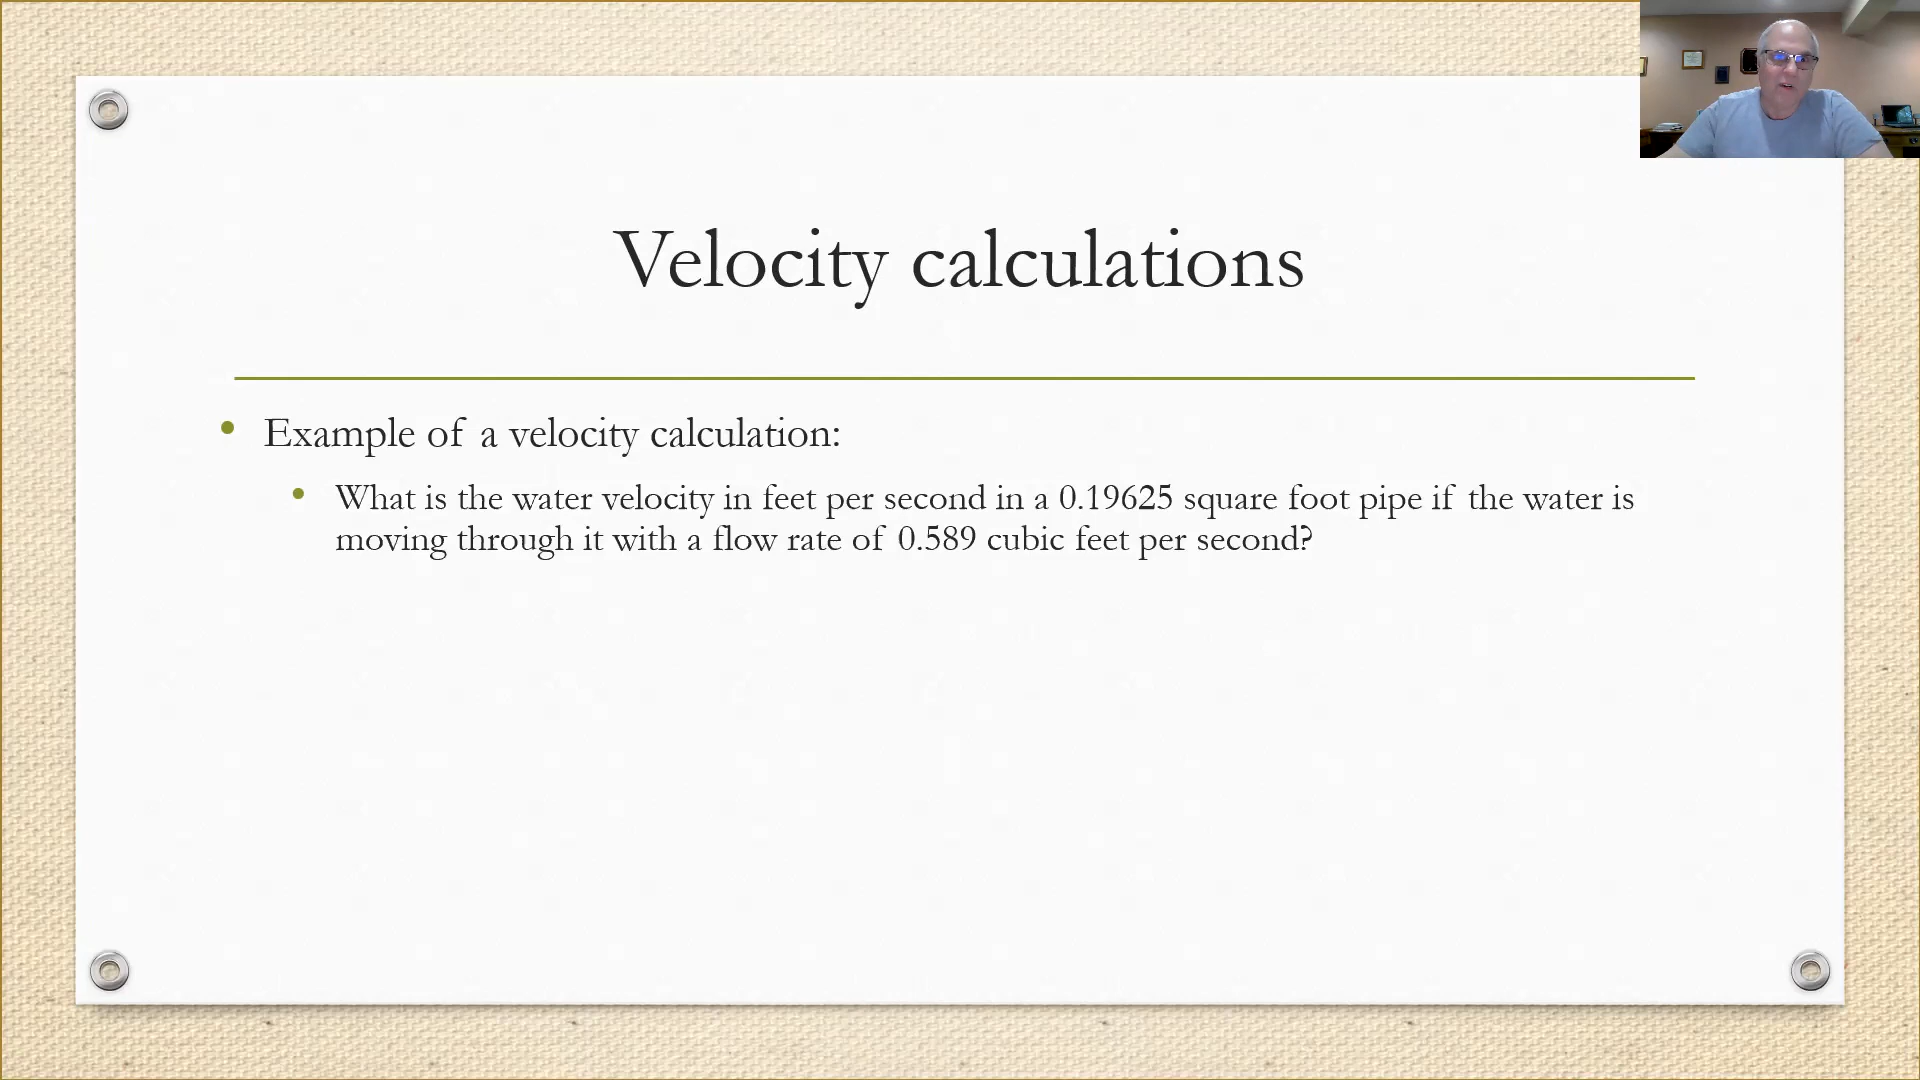 Velocity calculations
Example of a velocity calculation:
What is the water velocity in feet per second in a 0.19625 square foot pipe if the water is
moving through it with a flow rate of 0.589 cubic feet per second?